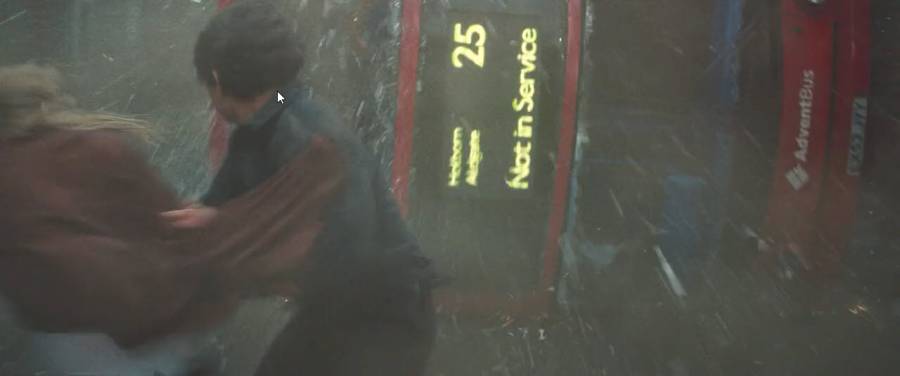 25
Holborn
Aldgate
Not in Service
AdventBus